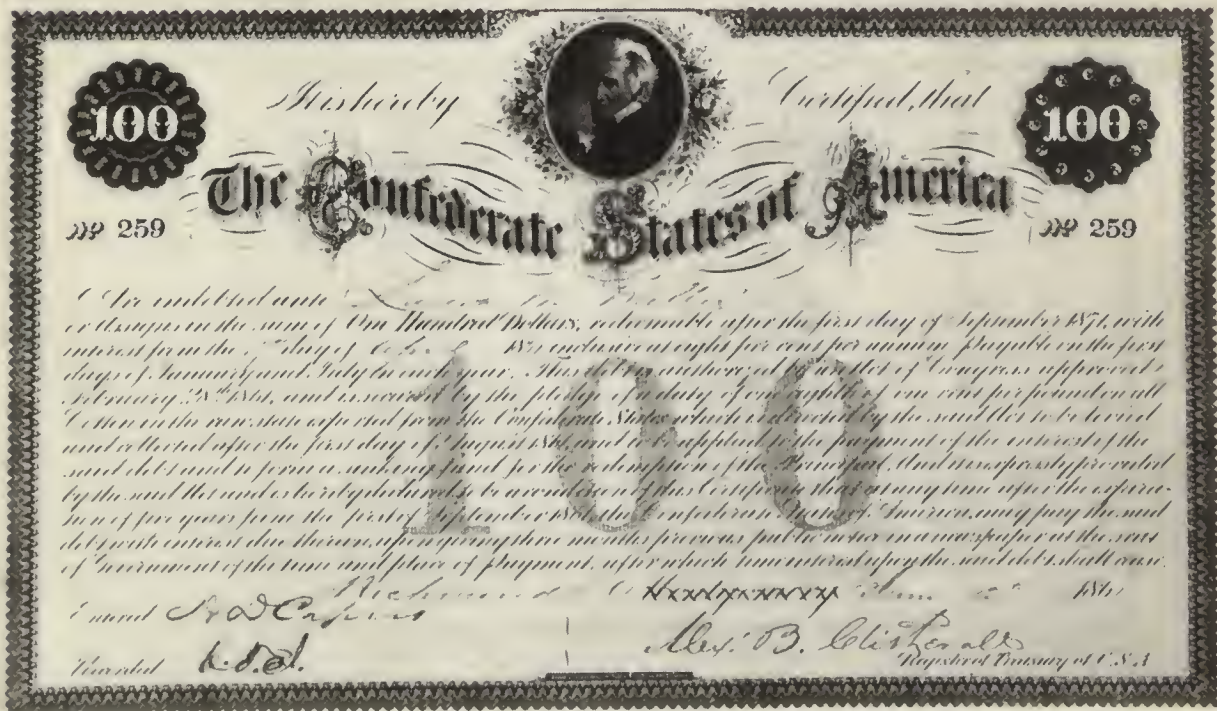 100 It is hereby Certified, that 100
The Confederate States of America
No 259 No 259
Are indebted unto
or Assigns in the sum of One Hundred Dollars, redeemable after the first day of September 1871, with
interest from the day of 186 inclusive at eight per cent per annum Payable on the first
days of January and July in each year. This debt is authorized by an Act of Congress approved
February 28th 1861, and is secured by the pledge of a duty of one eighth of one cent per pound on all
Cotton in the raw state exported from the Confederate States which is directed by the said Act to be levied
and collected after the first day of August 1861, and to be applied to the payment of the interest of the
said debt and to form a sinking fund for the redemption of the Principal. And it is expressly provided
by the said Act and is hereby declared to be a condition of this Certificate that at any time after the expira-
tion of five years from the first of September 1861 the Confederate States of America, may pay the said
debt with interest due thereon, upon giving three months previous public notice in a newspaper at the seat
of Government of the time and place of payment, after which time interest upon the said debt shall cease.
100
Richmond 186
Entered
Alex. B. Clitherall
Recorded Register of Treasury of C.S.A